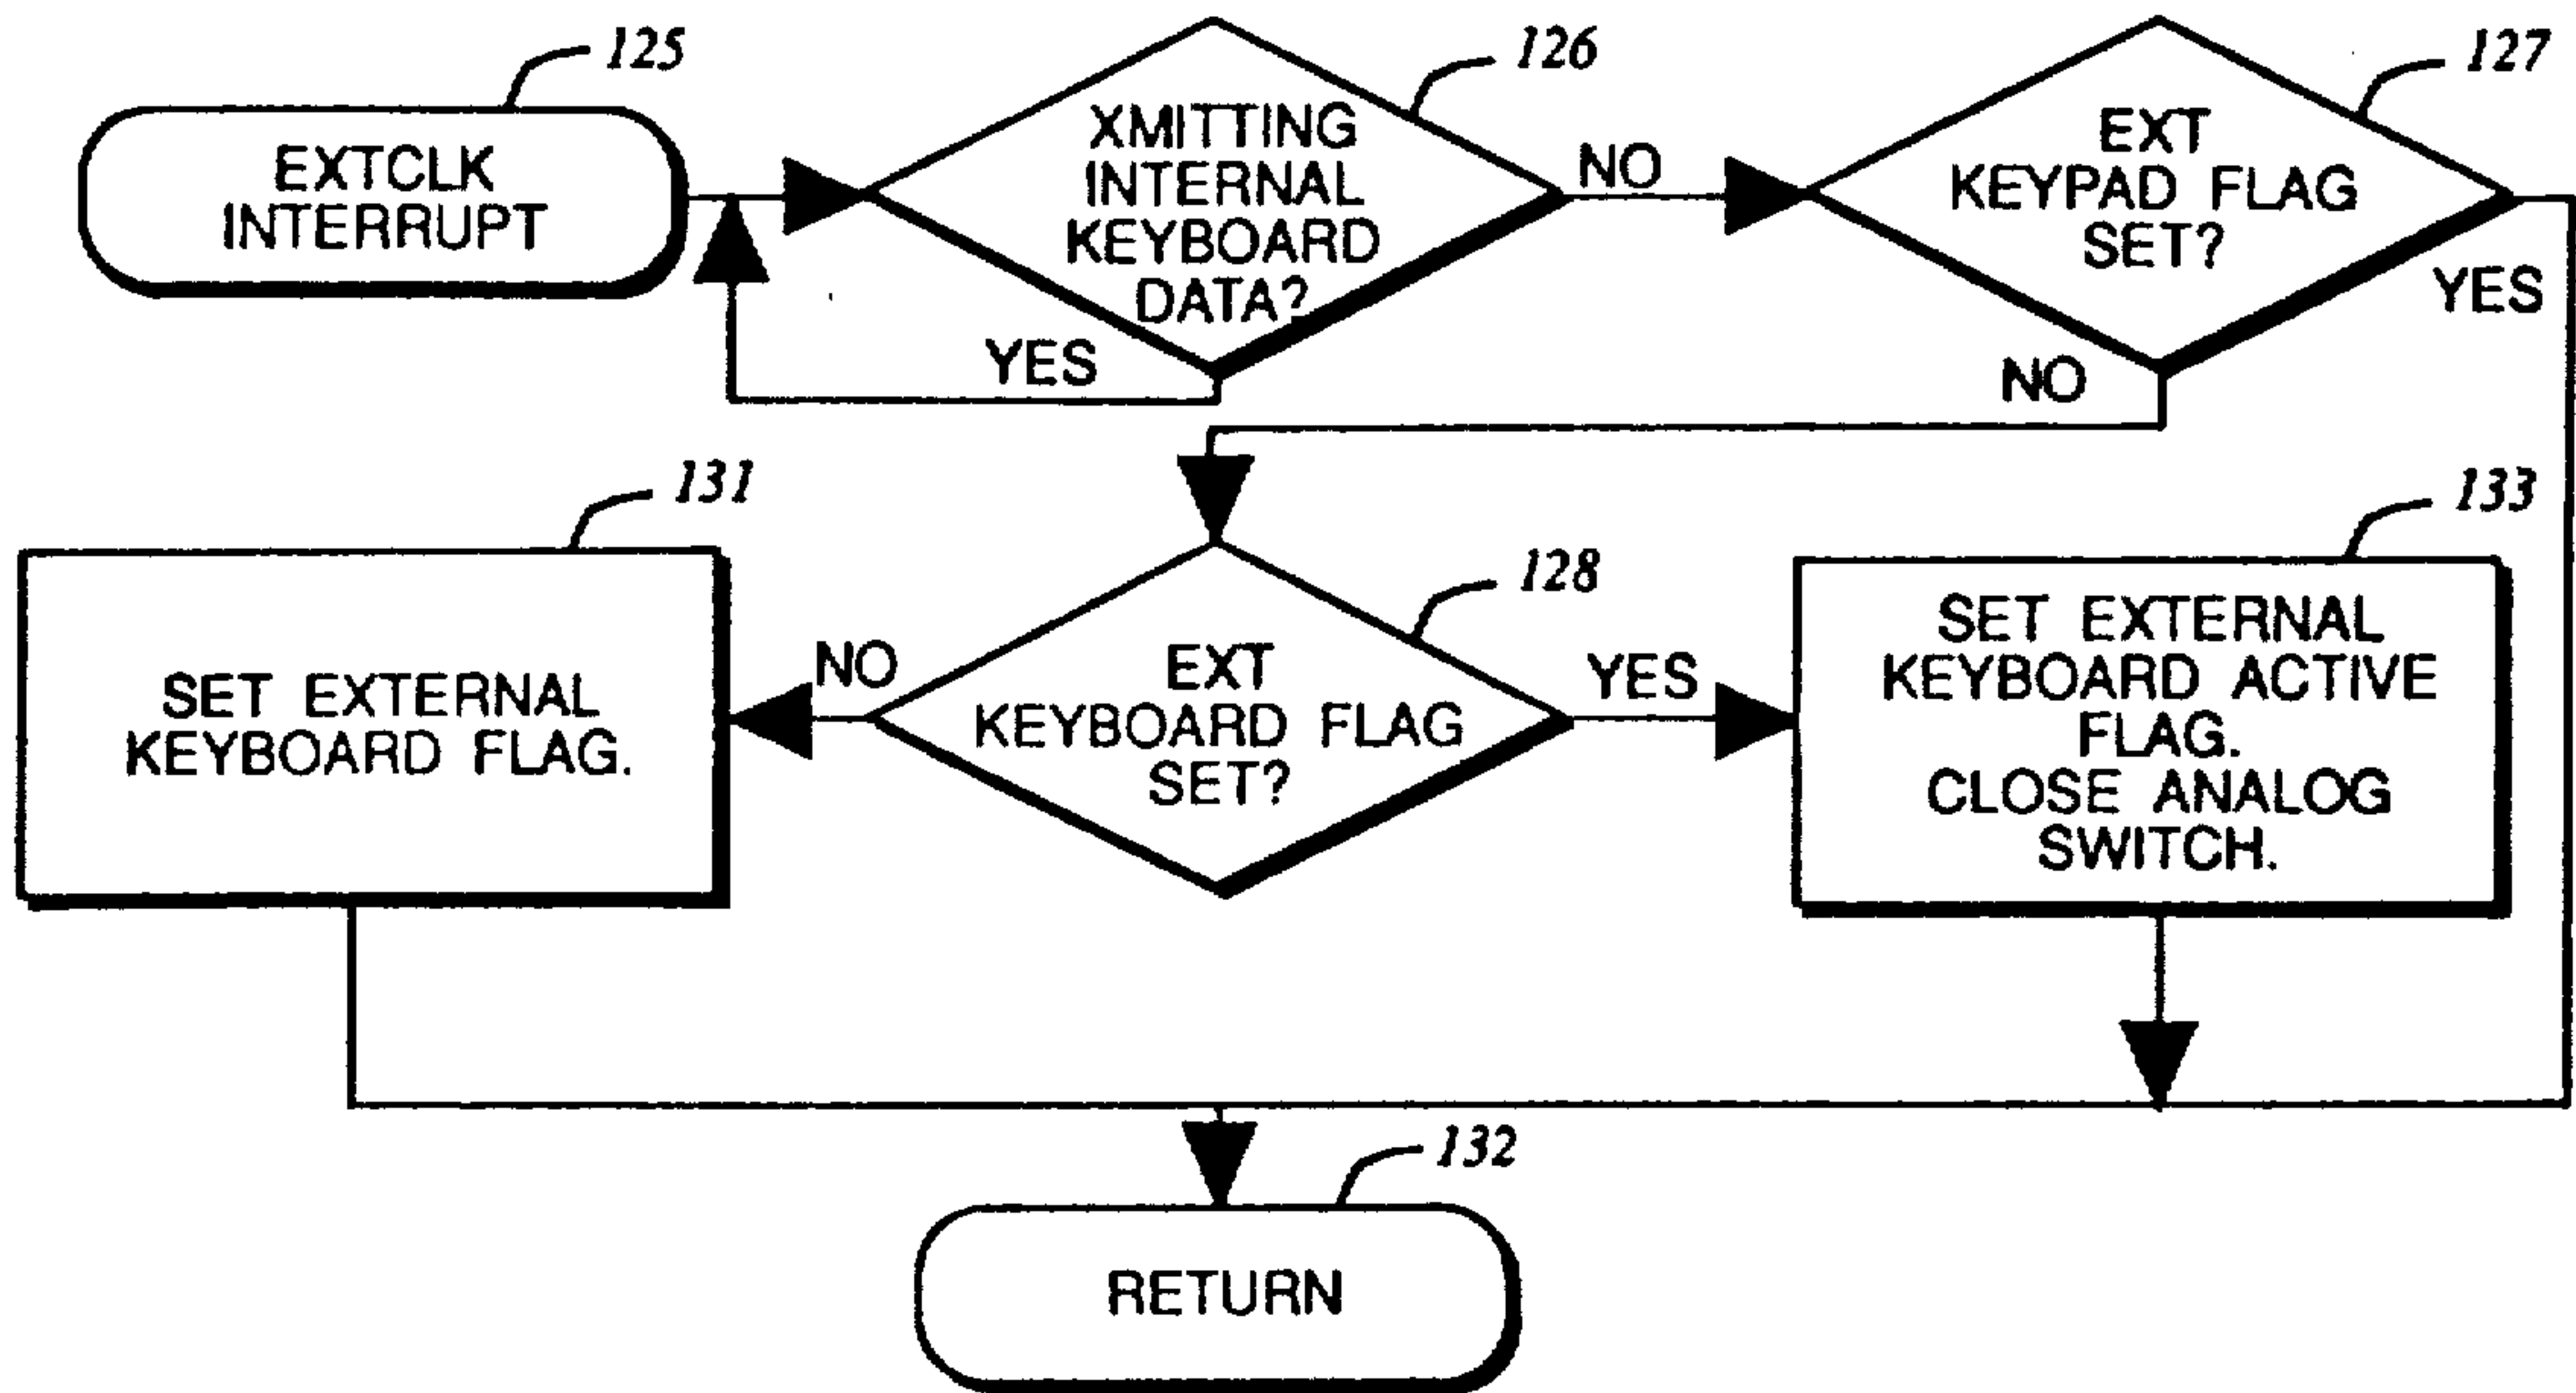 125
EXTCLK
INTERRUPT
126
XMITTING
INTERNAL
KEYBOARD
DATA?
YES
NO
127
EXT
KEYPAD FLAG
SET?
YES
NO
131
SET EXTERNAL
KEYBOARD FLAG.
NO
128
EXT
KEYBOARD FLAG
SET?
YES
133
SET EXTERNAL
KEYBOARD ACTIVE
FLAG.
CLOSE ANALOG
SWITCH.
132
RETURN